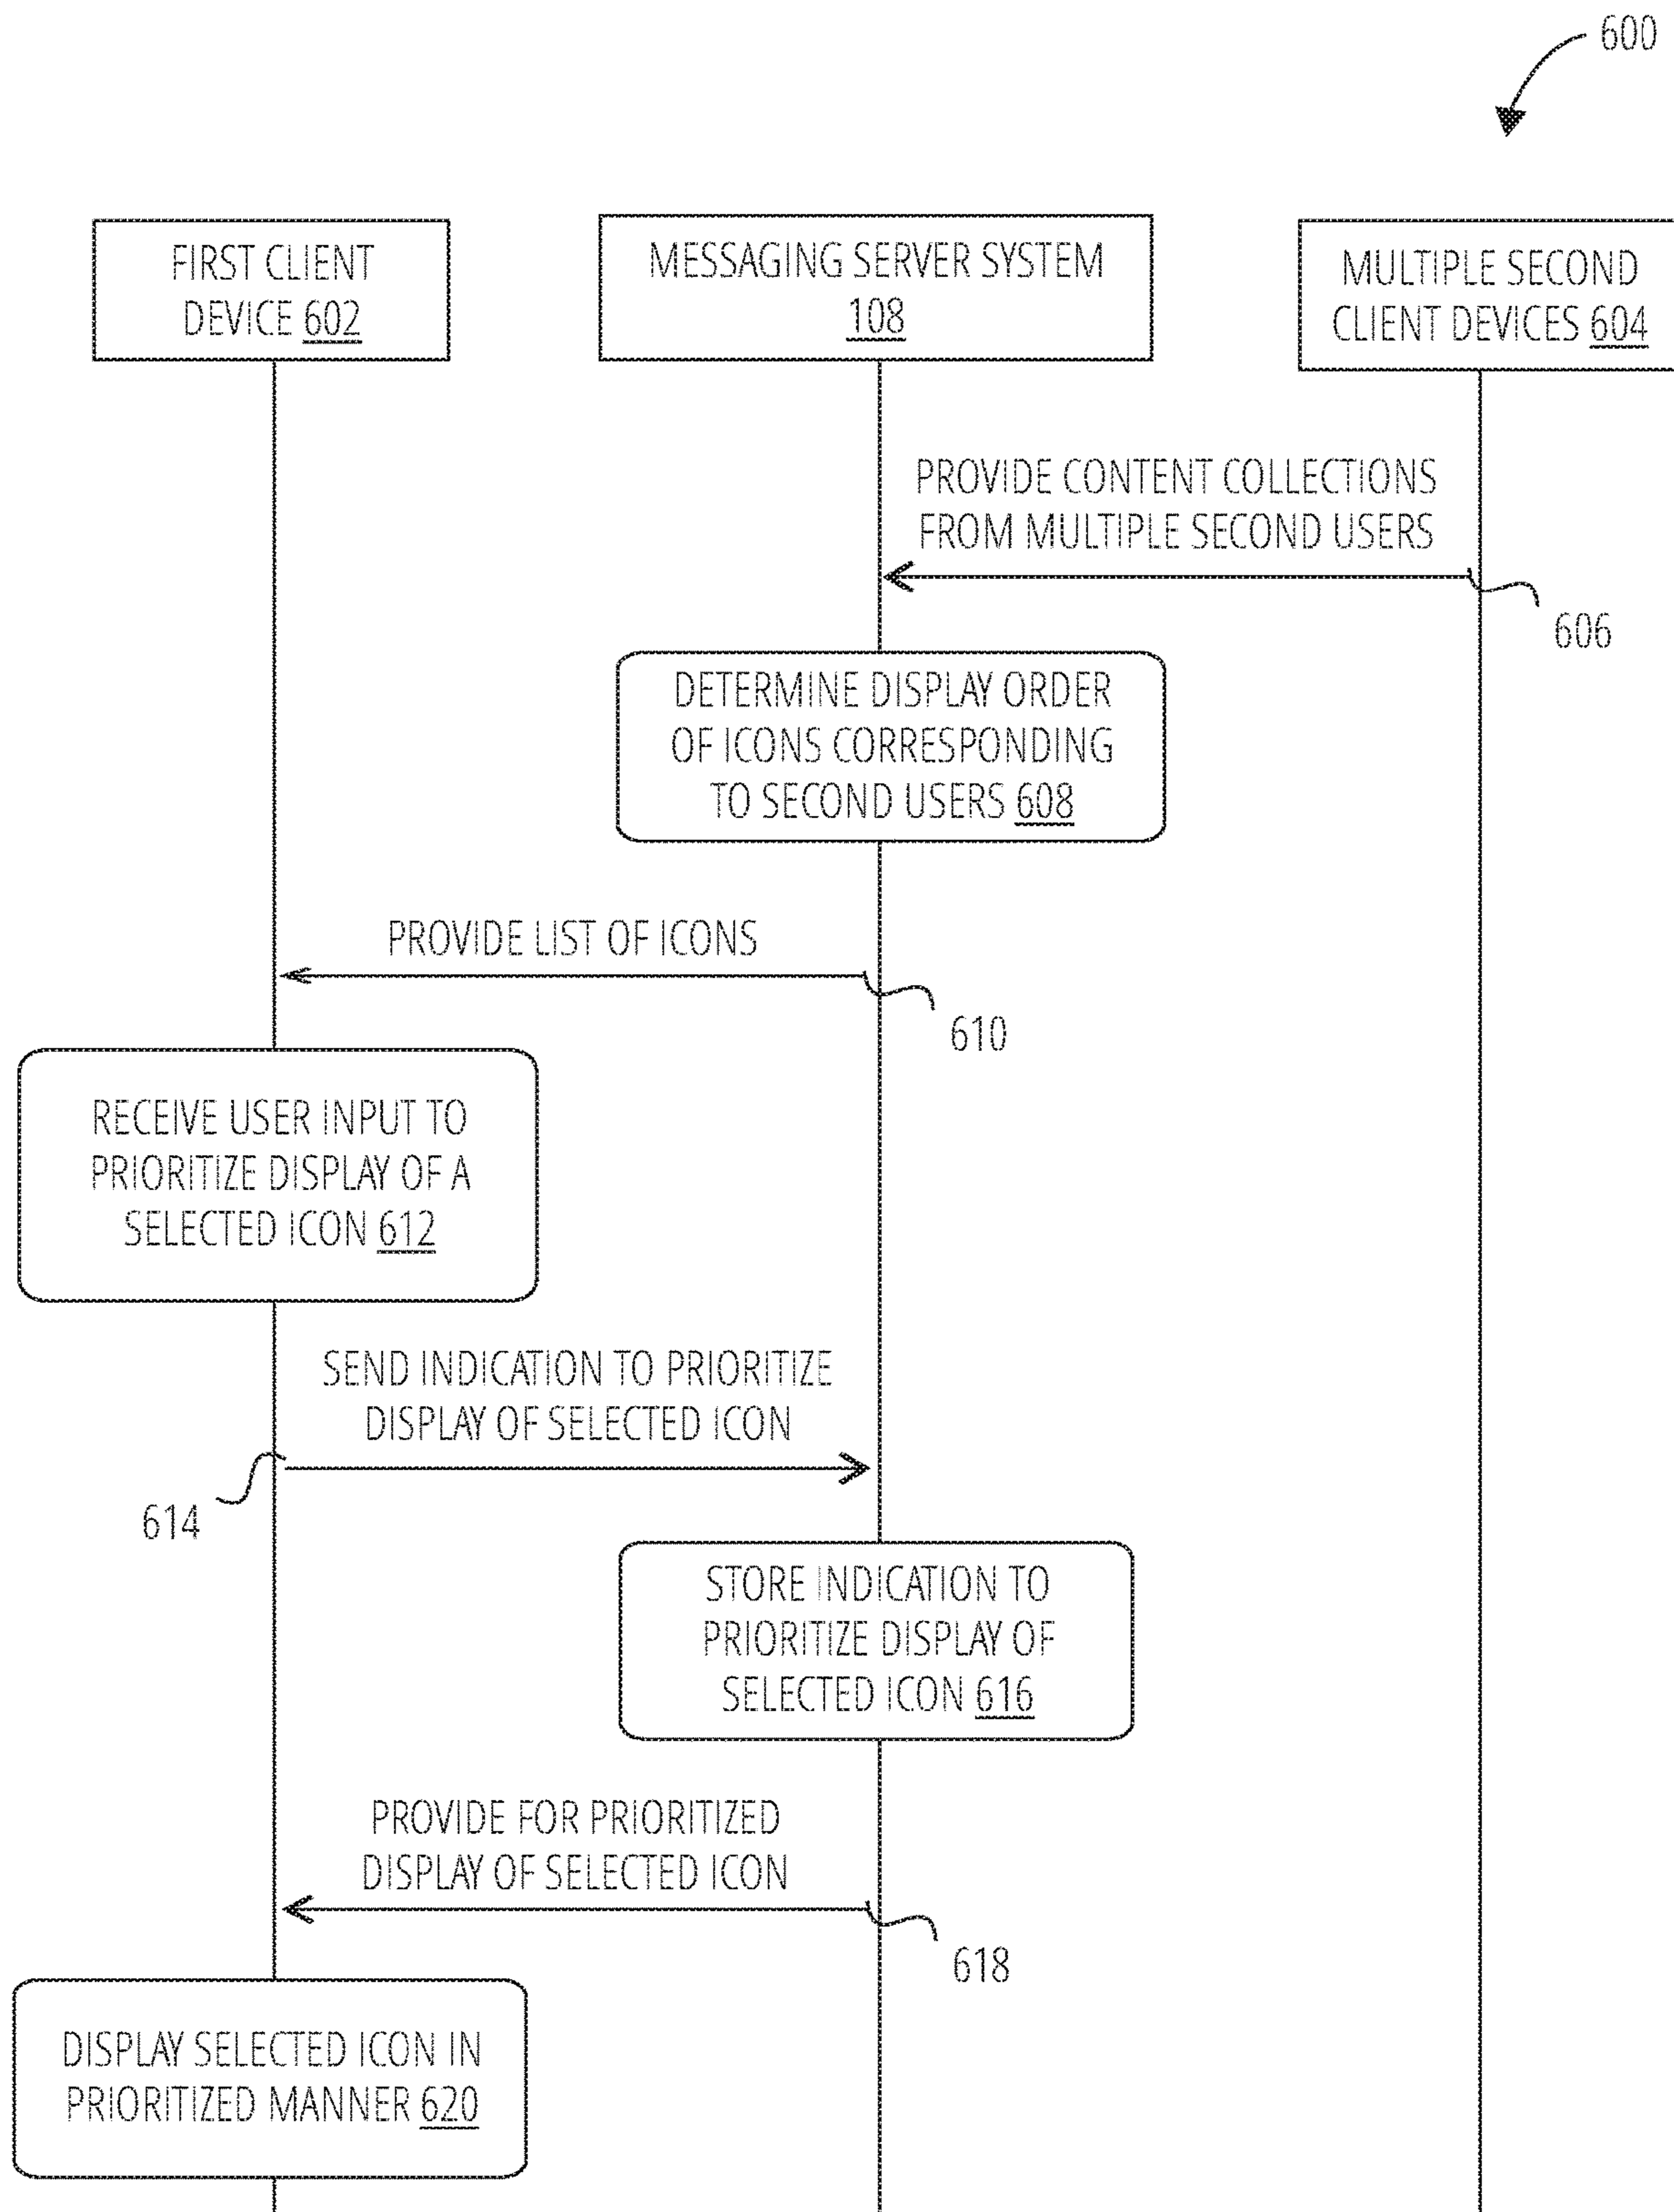 600
FIRST CLIENT
DEVICE 602
MESSAGING SERVER SYSTEM
108
MULTIPLE SECOND
CLIENT DEVICES 604
PROVIDE CONTENT COLLECTIONS
FROM MULTIPLE SECOND USERS
606
DETERMINE DISPLAY ORDER
OF ICONS CORRESPONDING
TO SECOND USERS 608
PROVIDE LIST OF ICONS
610
RECEIVE USER INPUT TO
PRIORITIZE DISPLAY OF A
SELECTED ICON 612
SEND INDICATION TO PRIORITIZE
DISPLAY OF SELECTED ICON
614
STORE INDICATION TO
PRIORITIZE DISPLAY OF
SELECTED ICON 616
PROVIDE FOR PRIORITIZED
DISPLAY OF SELECTED ICON
618
DISPLAY SELECTED ICON IN
PRIORITIZED MANNER 620